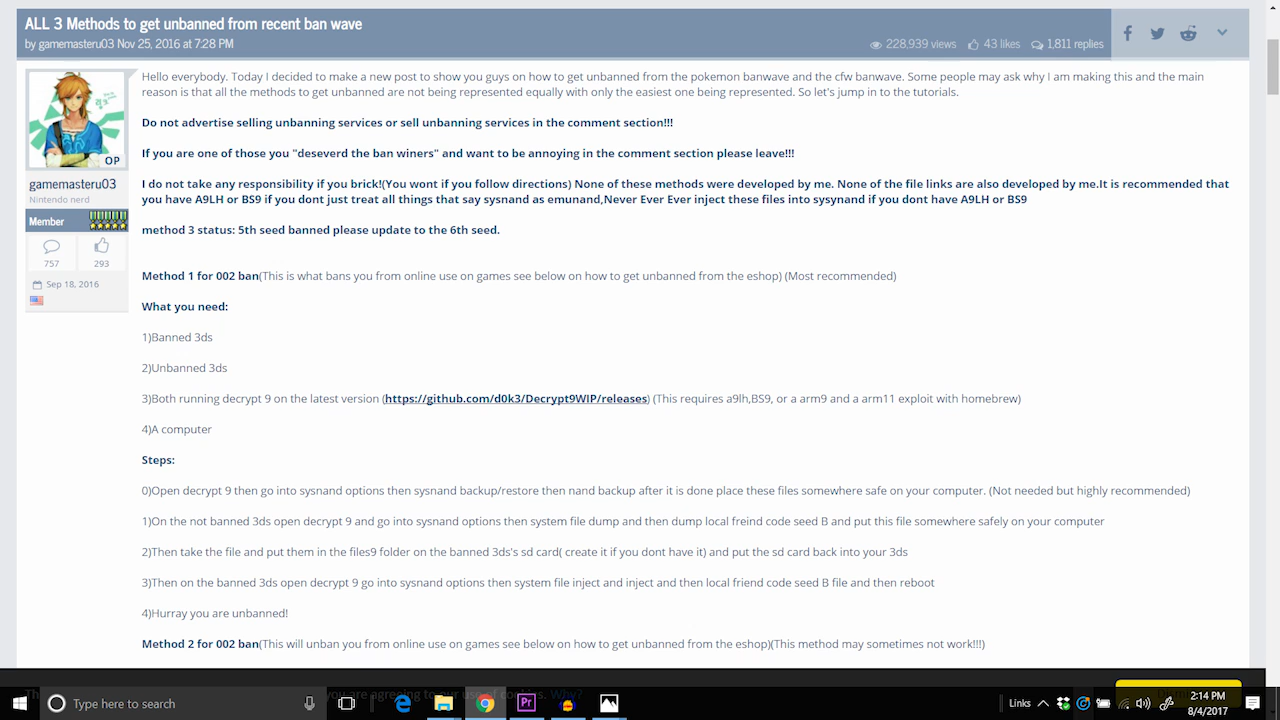 ALL 3 Methods to get unbanned from recent ban wave
by gamemasteru03 Nov 25, 2016 at 7:28 PM
228,939 views 43 likes 1,811 replies
Hello everybody. Today I decided to make a new post to show you guys on how to get unbanned from the pokemon banwave and the cfw banwave. Some people may ask why I am making this and the main
reason is that all the methods to get unbanned are not being represented equally with only the easiest one being represented. So let's jump in to the tutorials.
Do not advertise selling unbanning services or sell unbanning services in the comment section!!!
OP
If you are one of those you "deseverd the ban winers" and want to be annoying in the comment section please leave!!!
gamemasteru03
Nintendo nerd
Member
757 293
Sep 18, 2016
I do not take any responsibility if you brick!(You wont if you follow directions) None of these methods were developed by me. None of the file links are also developed by me.It is recommended that
you have A9LH or BS9 if you dont just treat all things that say sysnand as emunand,Never Ever Ever inject these files into sysynand if you dont have A9LH or BS9
method 3 status: 5th seed banned please update to the 6th seed.
Method 1 for 002 ban(This is what bans you from online use on games see below on how to get unbanned from the eshop) (Most recommended)
What you need:
1)Banned 3ds
2)Unbanned 3ds
3)Both running decrypt 9 on the latest version (https://github.com/d0k3/Decrypt9WIP/releases) (This requires a9lh,BS9, or a arm9 and a arm11 exploit with homebrew)
4)A computer
Steps:
0)Open decrypt 9 then go into sysnand options then sysnand backup/restore then nand backup after it is done place these files somewhere safe on your computer. (Not needed but highly recommended)
1)On the not banned 3ds open decrypt 9 and go into sysnand options then system file dump and then dump local freind code seed B and put this file somewhere safely on your computer
2)Then take the file and put them in the files9 folder on the banned 3ds's sd card( create it if you dont have it) and put the sd card back into your 3ds
3)Then on the banned 3ds open decrypt 9 go into sysnand options then system file inject and inject and then local friend code seed B file and then reboot
4)Hurray you are unbanned!
Method 2 for 002 ban(This will unban you from online use on games see below on how to get unbanned from the eshop)(This method may sometimes not work!!!)
you are agreeing to our use of cookies. Why?
Type here to search
Pr
Links
2:14 PM
8/4/2017